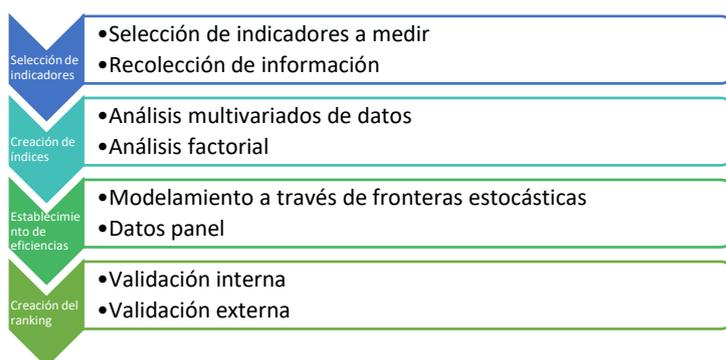 Selección de
indicadores
•Selección de indicadores a medir
•Recolección de información
Creación de
índices
•Análisis multivariados de datos
•Análisis factorial
Establecimie
nto de
eficiencias
•Modelamiento a través de fronteras estocásticas
•Datos panel
Creación del
ranking
•Validación interna
•Validación externa